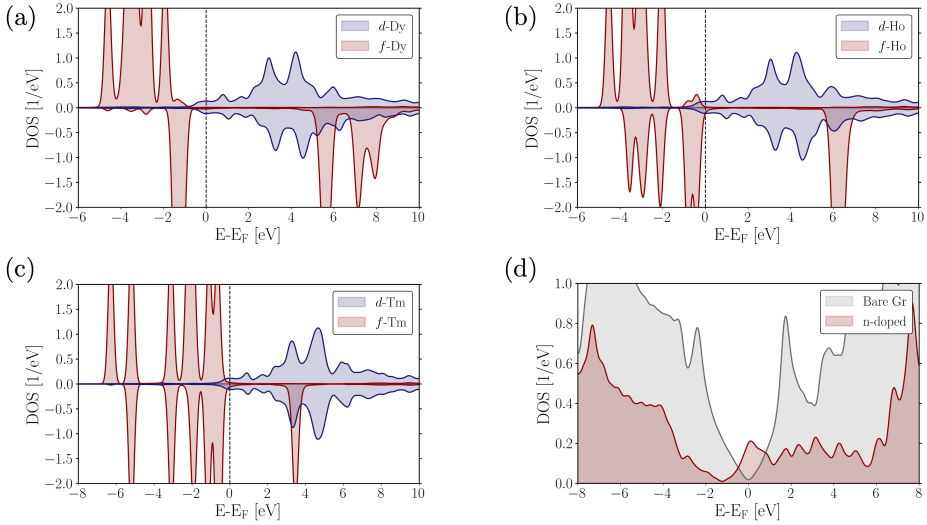 (a)
2.0
1.5
1.0
0.5
0.0
−0.5
−1.0
−1.5
−2.0
DOS [1/eV]
d-Dy
f-Dy
−6 −4 −2 0 2 4 6 8 10
E-E_F [eV]
(b)
2.0
1.5
1.0
0.5
0.0
−0.5
−1.0
−1.5
−2.0
DOS [1/eV]
d-Ho
f-Ho
−6 −4 −2 0 2 4 6 8 10
E-E_F [eV]
(c)
2.0
1.5
1.0
0.5
0.0
−0.5
−1.0
−1.5
−2.0
DOS [1/eV]
d-Tm
f-Tm
−8 −6 −4 −2 0 2 4 6 8 10
E-E_F [eV]
(d)
1.0
0.8
0.6
0.4
0.2
0.0
DOS [1/eV]
Bare Gr
n-doped
−8 −6 −4 −2 0 2 4 6 8
E-E_F [eV]